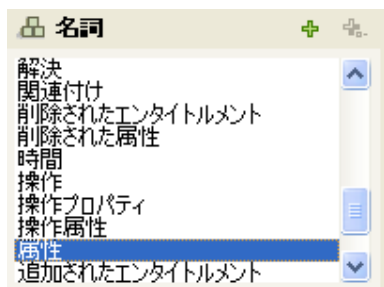 名詞
解決
関連付け
削除されたエンタイトルメント
削除された属性
時間
操作
操作プロパティ
操作属性
属性
追加されたエンタイトルメント